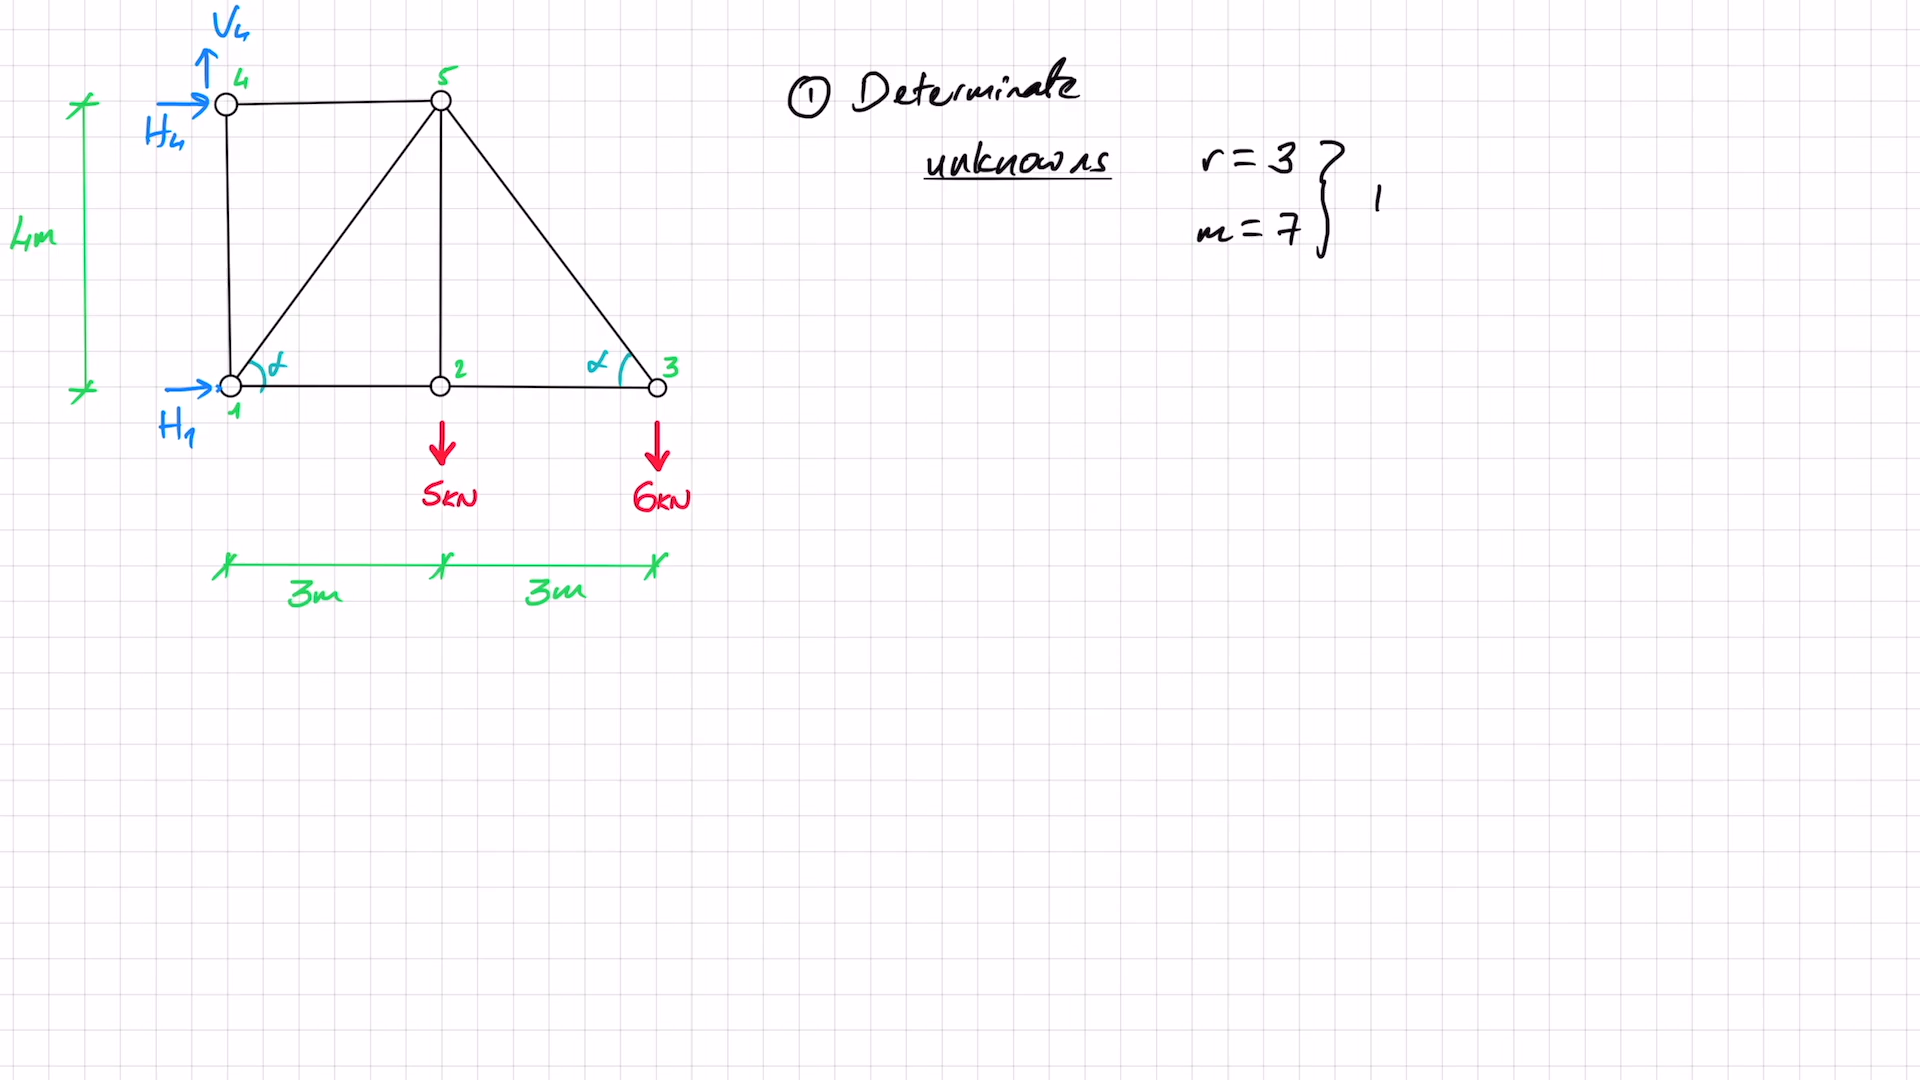 V4
4
5
H4
4m
α
α
2
3
1
H1
5kN
6kN
3m
3m
① Determinate
unknowns r = 3
m = 7 } 1